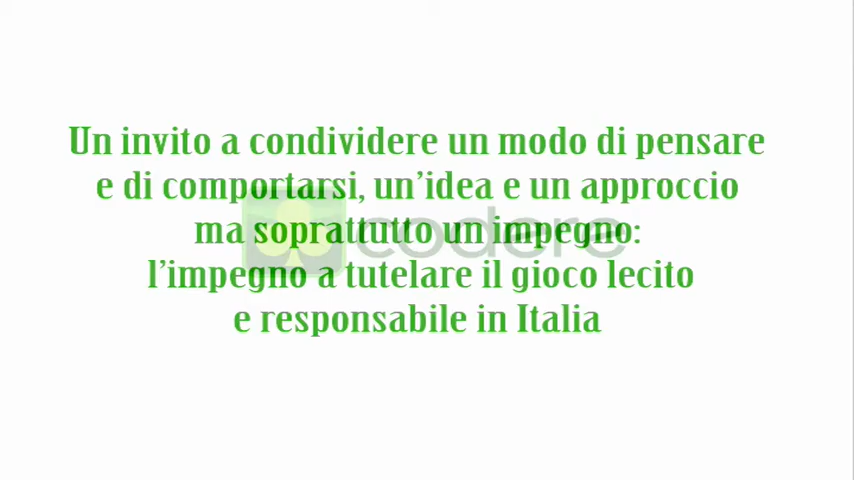 Un invito a condividere un modo di pensare
e di comportarsi, un'idea e un approccio
ma soprattutto un impegno:
codere
l'impegno a tutelare il gioco lecito
e responsabile in Italia